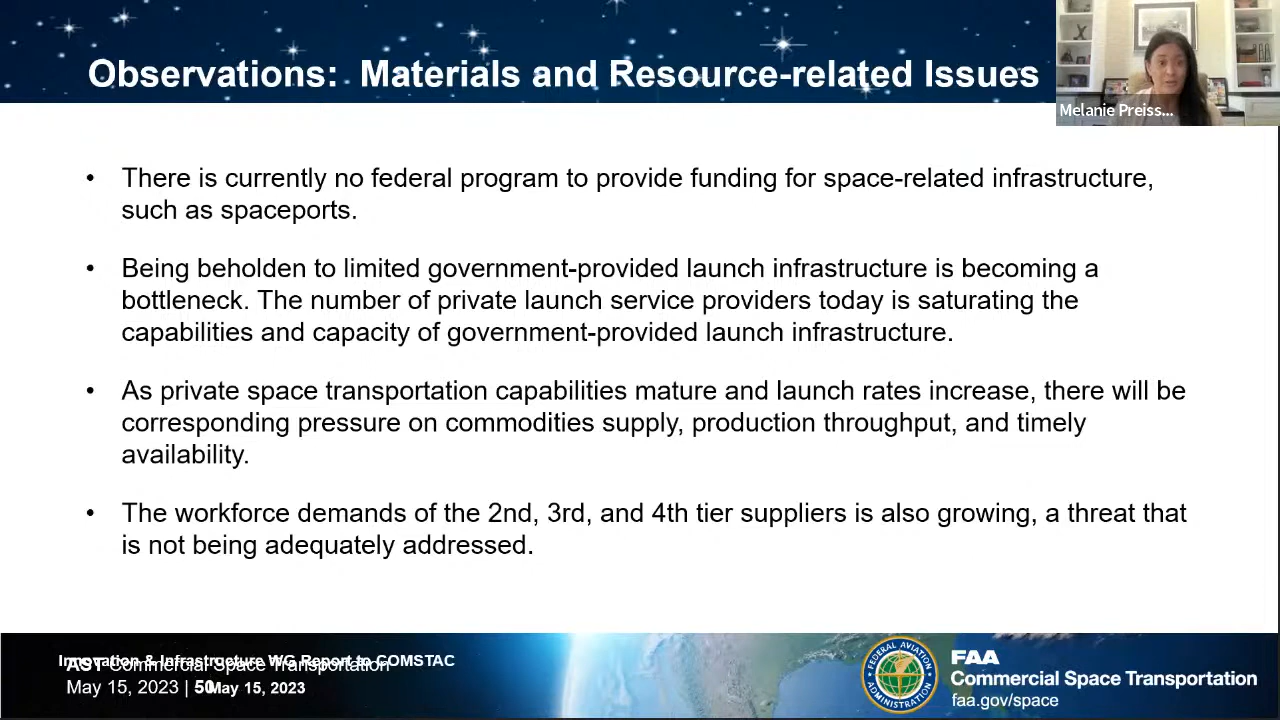 Observations: Materials and Resource-related Issues
Melanie Preiss...
• There is currently no federal program to provide funding for space-related infrastructure,
such as spaceports.
• Being beholden to limited government-provided launch infrastructure is becoming a
bottleneck. The number of private launch service providers today is saturating the
capabilities and capacity of government-provided launch infrastructure.
• As private space transportation capabilities mature and launch rates increase, there will be
corresponding pressure on commodities supply, production throughput, and timely
availability.
• The workforce demands of the 2nd, 3rd, and 4th tier suppliers is also growing, a threat that
is not being adequately addressed.
Innovation & Infrastructure WG Report to COMSTAC
AST Commercial Space Transportation
May 15, 2023 | 50
May 15, 2023
FEDERAL AVIATION
ADMINISTRATION
FAA
Commercial Space Transportation
faa.gov/space